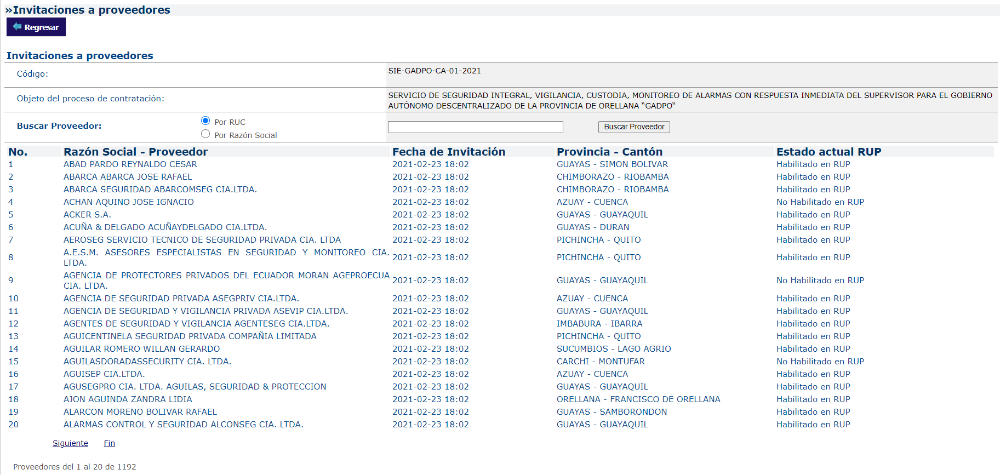 »Invitaciones a proveedores
Regresar
Invitaciones a proveedores
Código:
SIE-GADPO-CA-01-2021
Objeto del proceso de contratación:
SERVICIO DE SEGURIDAD INTEGRAL, VIGILANCIA, CUSTODIA, MONITOREO DE ALARMAS CON RESPUESTA INMEDIATA DEL SUPERVISOR PARA EL GOBIERNO
AUTÓNOMO DESCENTRALIZADO DE LA PROVINCIA DE ORELLANA “GADPO“
Buscar Proveedor:
Por RUC
Por Razón Social
Buscar Proveedor
No. Razón Social - Proveedor Fecha de Invitación Provincia - Cantón Estado actual RUP
1 ABAD PARDO REYNALDO CESAR 2021-02-23 18:02 GUAYAS - SIMON BOLIVAR Habilitado en RUP
2 ABARCA ABARCA JOSE RAFAEL 2021-02-23 18:02 CHIMBORAZO - RIOBAMBA Habilitado en RUP
3 ABARCA SEGURIDAD ABARCOMSEG CIA.LTDA. 2021-02-23 18:02 CHIMBORAZO - RIOBAMBA Habilitado en RUP
4 ACHAN AQUINO JOSE IGNACIO 2021-02-23 18:02 AZUAY - CUENCA No Habilitado en RUP
5 ACKER S.A. 2021-02-23 18:02 GUAYAS - GUAYAQUIL Habilitado en RUP
6 ACUÑA & DELGADO ACUÑAYDELGADO CIA.LTDA. 2021-02-23 18:02 GUAYAS - DURAN Habilitado en RUP
7 AEROSEG SERVICIO TECNICO DE SEGURIDAD PRIVADA CIA. LTDA 2021-02-23 18:02 PICHINCHA - QUITO Habilitado en RUP
8 A.E.S.M. ASESORES ESPECIALISTAS EN SEGURIDAD Y MONITOREO CIA.
LTDA. 2021-02-23 18:02 PICHINCHA - QUITO Habilitado en RUP
9 AGENCIA DE PROTECTORES PRIVADOS DEL ECUADOR MORAN AGEPROECUA
CIA. LTDA. 2021-02-23 18:02 GUAYAS - GUAYAQUIL No Habilitado en RUP
10 AGENCIA DE SEGURIDAD PRIVADA ASEGPRIV CIA.LTDA. 2021-02-23 18:02 AZUAY - CUENCA Habilitado en RUP
11 AGENCIA DE SEGURIDAD Y VIGILANCIA PRIVADA ASEVIP CIA.LTDA. 2021-02-23 18:02 GUAYAS - GUAYAQUIL Habilitado en RUP
12 AGENTES DE SEGURIDAD Y VIGILANCIA AGENTESEG CIA.LTDA. 2021-02-23 18:02 IMBABURA - IBARRA Habilitado en RUP
13 AGUICENTINELA SEGURIDAD PRIVADA COMPAÑIA LIMITADA 2021-02-23 18:02 PICHINCHA - QUITO Habilitado en RUP
14 AGUILAR ROMERO WILLAN GERARDO 2021-02-23 18:02 SUCUMBIOS - LAGO AGRIO Habilitado en RUP
15 AGUILASDORADASSECURITY CIA. LTDA. 2021-02-23 18:02 CARCHI - MONTUFAR No Habilitado en RUP
16 AGUISEP CIA.LTDA. 2021-02-23 18:02 AZUAY - CUENCA Habilitado en RUP
17 AGUSEGPRO CIA. LTDA. AGUILAS, SEGURIDAD & PROTECCION 2021-02-23 18:02 GUAYAS - GUAYAQUIL Habilitado en RUP
18 AJON AGUINDA ZANDRA LIDIA 2021-02-23 18:02 ORELLANA - FRANCISCO DE ORELLANA Habilitado en RUP
19 ALARCON MORENO BOLIVAR RAFAEL 2021-02-23 18:02 GUAYAS - SAMBORONDON Habilitado en RUP
20 ALARMAS CONTROL Y SEGURIDAD ALCONSEG CIA. LTDA. 2021-02-23 18:02 GUAYAS - GUAYAQUIL Habilitado en RUP
Siguiente Fin
Proveedores del 1 al 20 de 1192